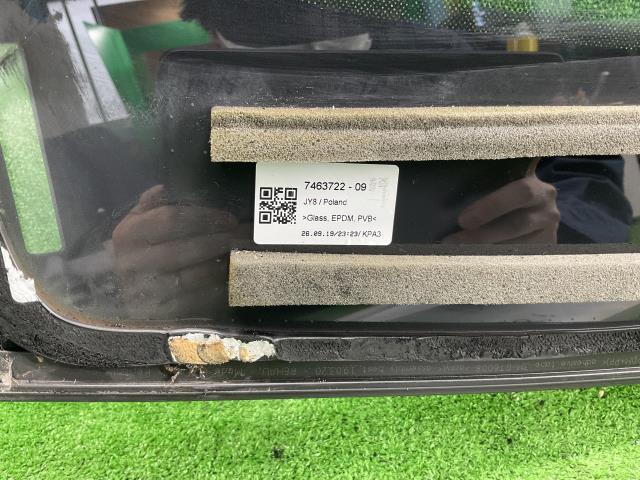 7463722 - 09
JY8 / Poland
>Glass, EPDM, PVB<
26.09.19/23:23/ KPA3